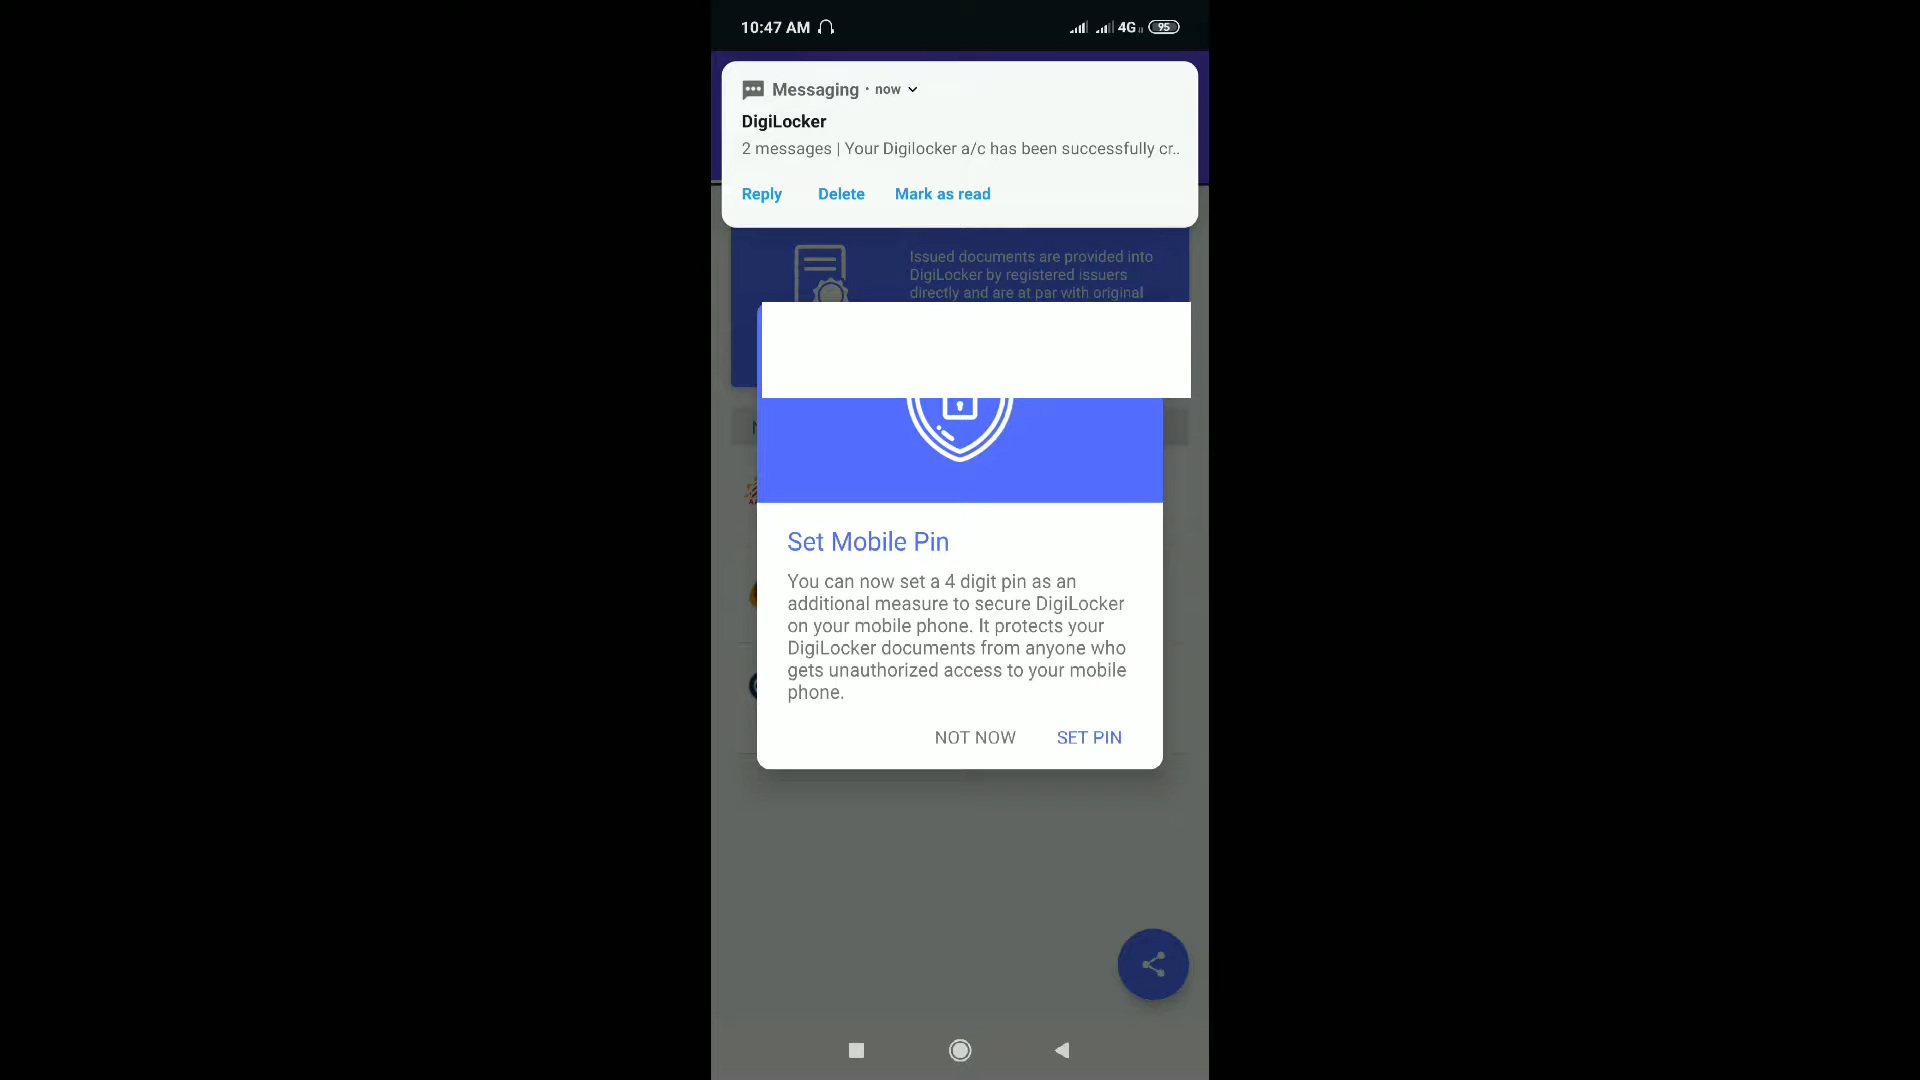 10:47 AM 4G 95
Messaging · now
DigiLocker
2 messages | Your Digilocker a/c has been successfully cr..
Reply Delete Mark as read
Issued documents are provided into
DigiLocker by registered issuers
directly and are at par with original
Set Mobile Pin
You can now set a 4 digit pin as an
additional measure to secure DigiLocker
on your mobile phone. It protects your
DigiLocker documents from anyone who
gets unauthorized access to your mobile
phone.
NOT NOW SET PIN